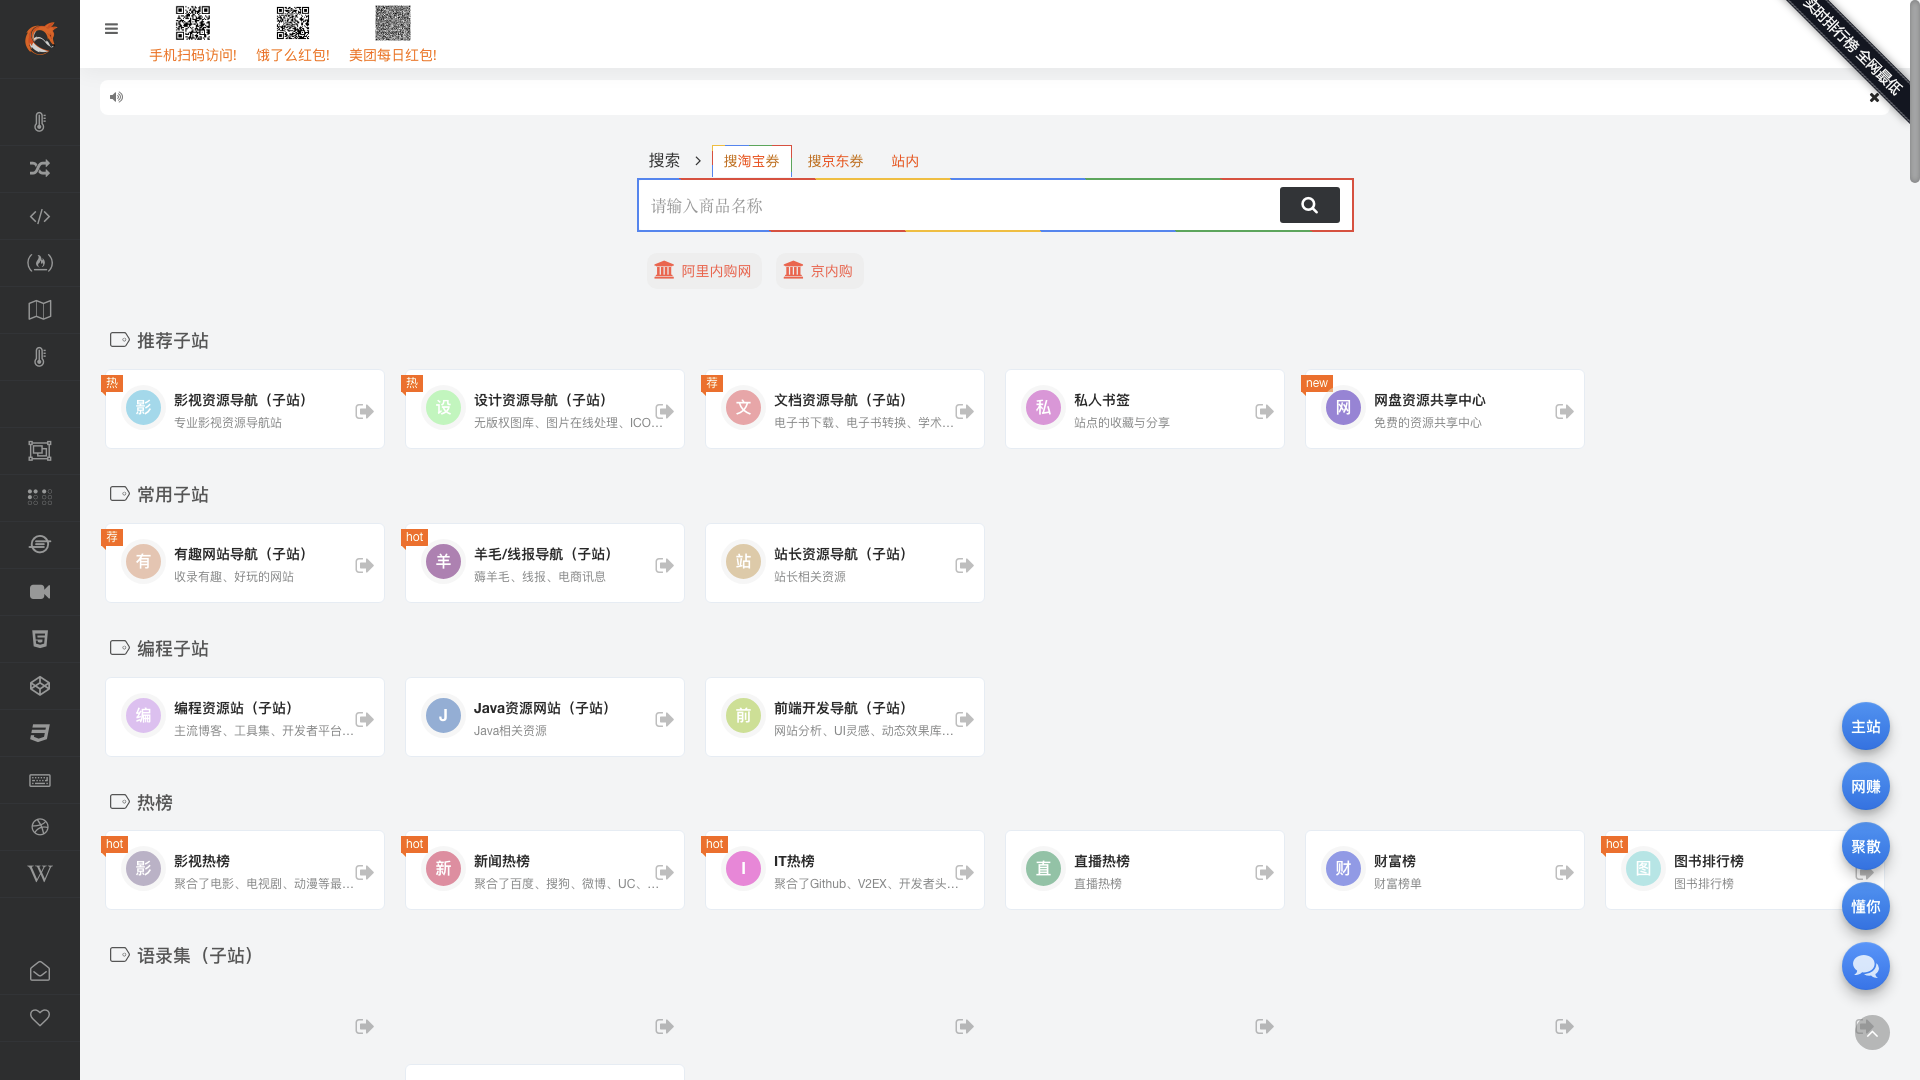 手机扫码访问!
饿了么红包!
美团每日红包!
实时排行榜 全网最低
搜索
搜淘宝券
搜京东券
站内
请输入商品名称
阿里内购网
京内购
推荐子站
热
影
影视资源导航（子站）
专业影视资源导航站
热
设
设计资源导航（子站）
无版权图库、图片在线处理、ICO...
荐
文
文档资源导航（子站）
电子书下载、电子书转换、学术...
私
私人书签
站点的收藏与分享
new
网
网盘资源共享中心
免费的资源共享中心
常用子站
荐
有
有趣网站导航（子站）
收录有趣、好玩的网站
hot
羊
羊毛/线报导航（子站）
薅羊毛、线报、电商讯息
站
站长资源导航（子站）
站长相关资源
编程子站
编
编程资源站（子站）
主流博客、工具集、开发者平台...
J
Java资源网站（子站）
Java相关资源
前
前端开发导航（子站）
网站分析、UI灵感、动态效果库...
主站
网赚
热榜
hot
影
影视热榜
聚合了电影、电视剧、动漫等最...
hot
新
新闻热榜
聚合了百度、搜狗、微博、UC、...
hot
I
IT热榜
聚合了Github、V2EX、开发者头...
直
直播热榜
直播热榜
财
财富榜
财富榜单
hot
图
图书排行榜
图书排行榜
聚散
懂你
语录集（子站）